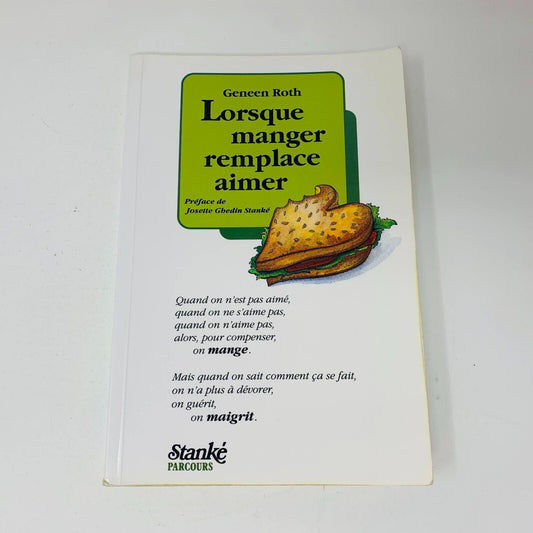 Geneen Roth
Lorsque
manger
remplace
aimer
Préface de
Josette Ghedin Stanké
Quand on n'est pas aimé,
quand on ne s'aime pas,
quand on n'aime pas,
alors, pour compenser,
on mange.
Mais quand on sait comment ça se fait,
on n'a plus à dévorer,
on guérit,
on maigrit.
Stanké
PARCOURS